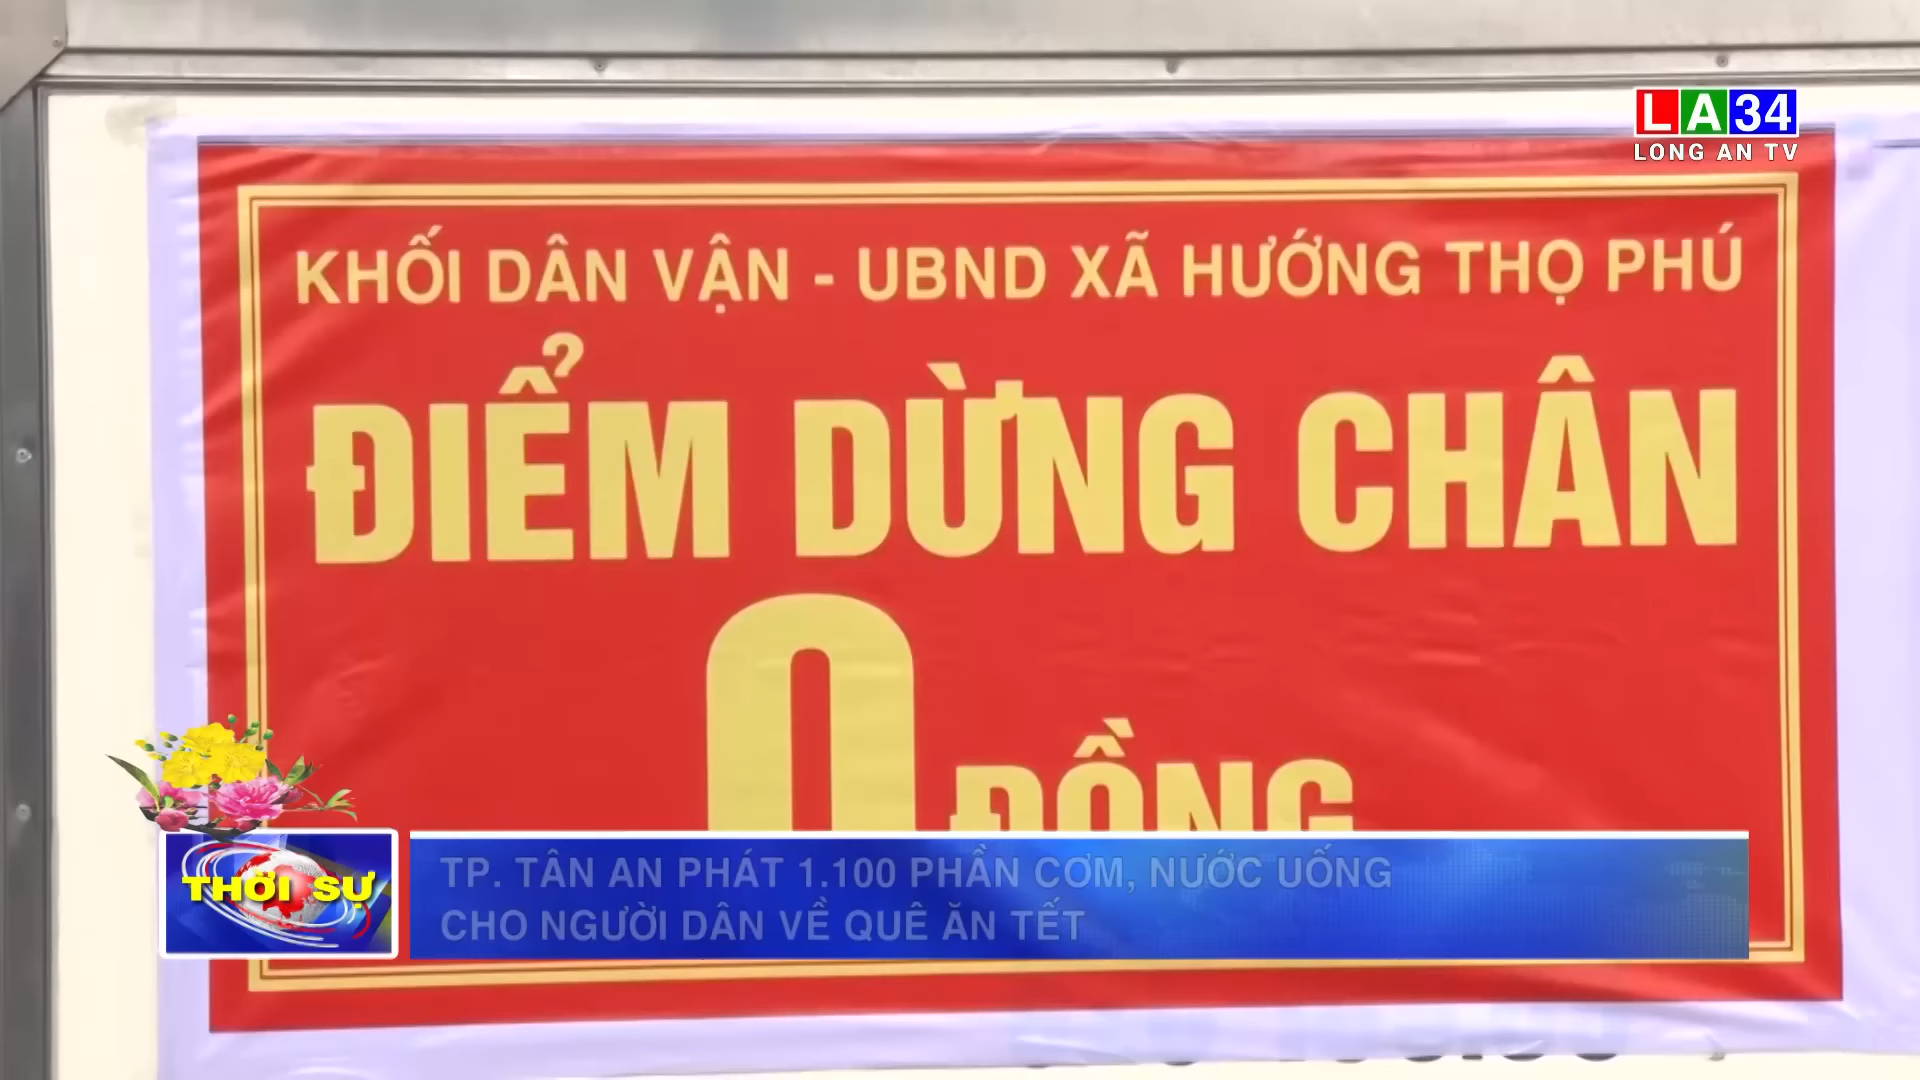 LA34
LONG AN TV
KHỐI DÂN VẬN - UBND XÃ HƯỚNG THỌ PHÚ
ĐIỂM DỪNG CHÂN
0 ĐỒNG
THỜI SỰ
TP. TÂN AN PHÁT 1.100 PHẦN CƠM, NƯỚC UỐNG
CHO NGƯỜI DÂN VỀ QUÊ ĂN TẾT